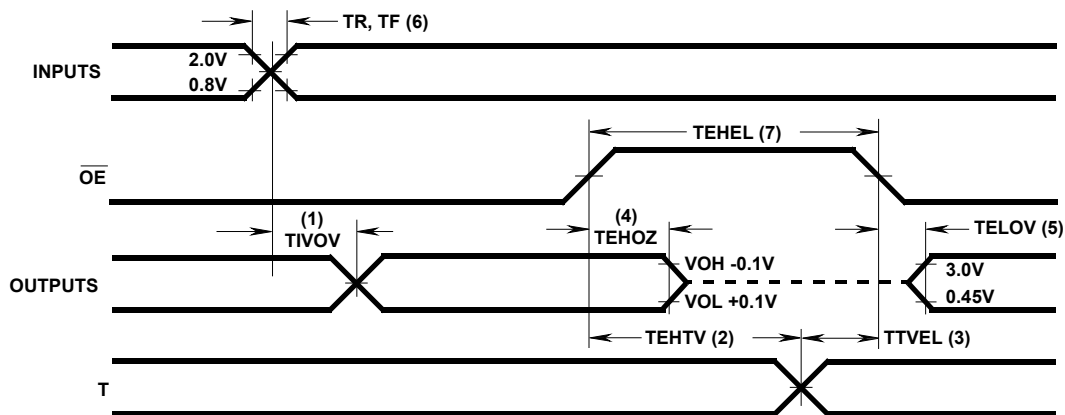 TR, TF (6)
INPUTS
2.0V
0.8V
TEHEL (7)
OE
(1)
TIVOV
(4)
TEHOZ
TELOV (5)
OUTPUTS
VOH -0.1V
VOL +0.1V
3.0V
0.45V
TEHTV (2)
TTVEL (3)
T